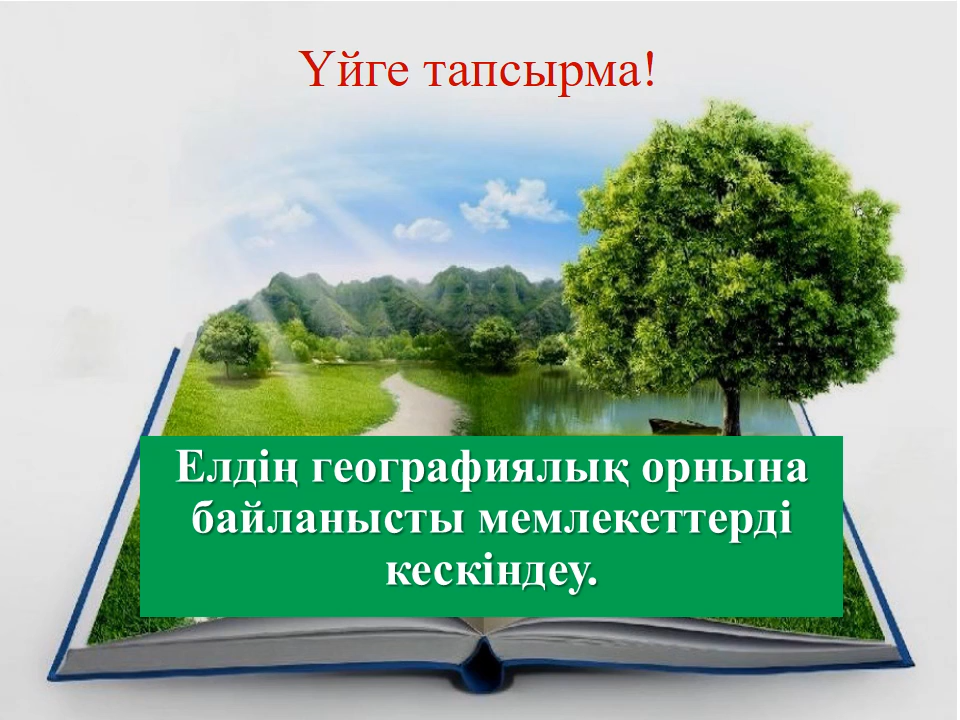 Үйге тапсырма!
Елдің географиялық орнына
байланысты мемлекеттерді
кескіндеу.